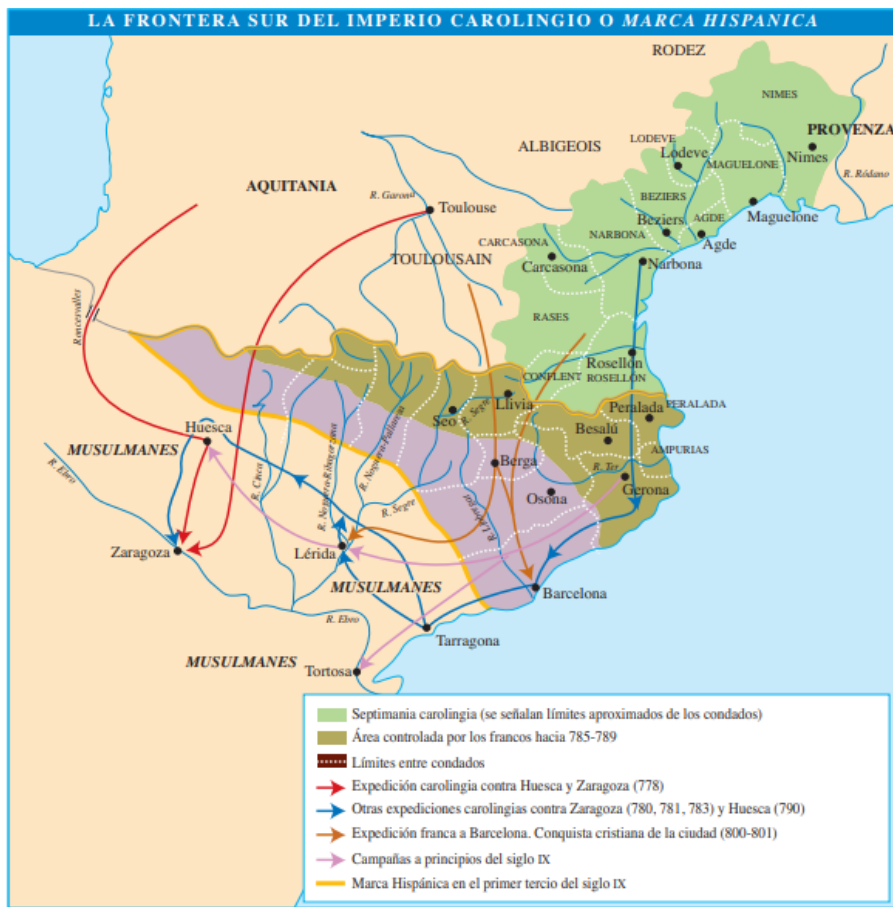 LA FRONTERA SUR DEL IMPERIO CAROLINGIO O MARCA HISPANICA
RODEZ
NIMES
PROVENZA
LODEVE
Lodeve
ALBIGEOIS
MAGUELONE
Nimes
R. Ródano
AQUITANIA
R. Garona
BEZIERS
Toulouse
Beziers
AGDE
Maguelone
NARBONA
Agde
CARCASONA
TOULOUSAIN
Carcasona
Narbona
Roncesvalles
RASES
Rosellón
CONFLENT
ROSELLÓN
Llivia
Seo
R. Segre
Peralada
PERALADA
Besalú
Huesca
MUSULMANES
AMPURIAS
R. Ebro
R. Cinca
R. Noguera-Ribagorzana
R. Noguera-Pallaresa
Berga
R. Ter
Gerona
Osona
R. Segre
R. Llobregat
Zaragoza
Lérida
MUSULMANES
Barcelona
R. Ebro
Tarragona
MUSULMANES
Tortosa
Septimania carolingia (se señalan límites aproximados de los condados)
Área controlada por los francos hacia 785-789
Límites entre condados
Expedición carolingia contra Huesca y Zaragoza (778)
Otras expediciones carolingias contra Zaragoza (780, 781, 783) y Huesca (790)
Expedición franca a Barcelona. Conquista cristiana de la ciudad (800-801)
Campañas a principios del siglo IX
Marca Hispánica en el primer tercio del siglo IX